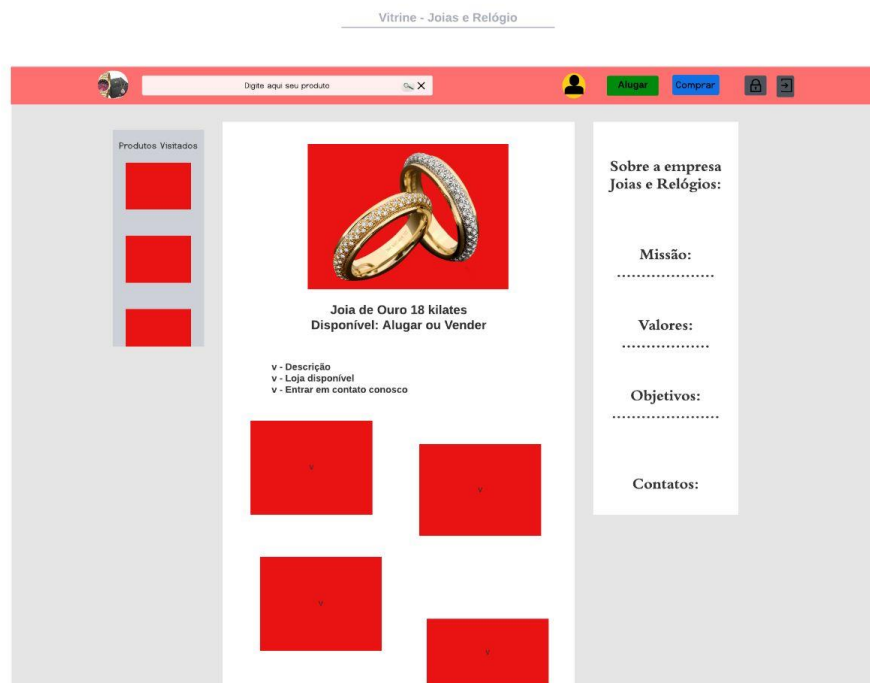 Vitrine - Joias e Relógio
Digite aqui seu produto
Alugar
Comprar
Produtos Visitados
Joia de Ouro 18 kilates
Disponível: Alugar ou Vender
v - Descrição
v - Loja disponível
v - Entrar em contato conosco
v
v
v
v
Sobre a empresa
Joias e Relógios:
Missão:
....................
Valores:
..................
Objetivos:
......................
Contatos: